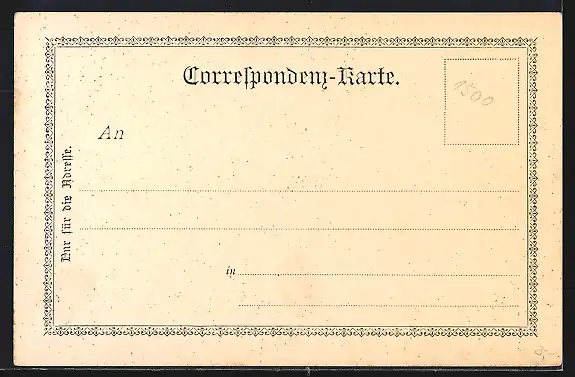 Correspondenz-Karte.
1500
An
Nur für die Adresse.
in